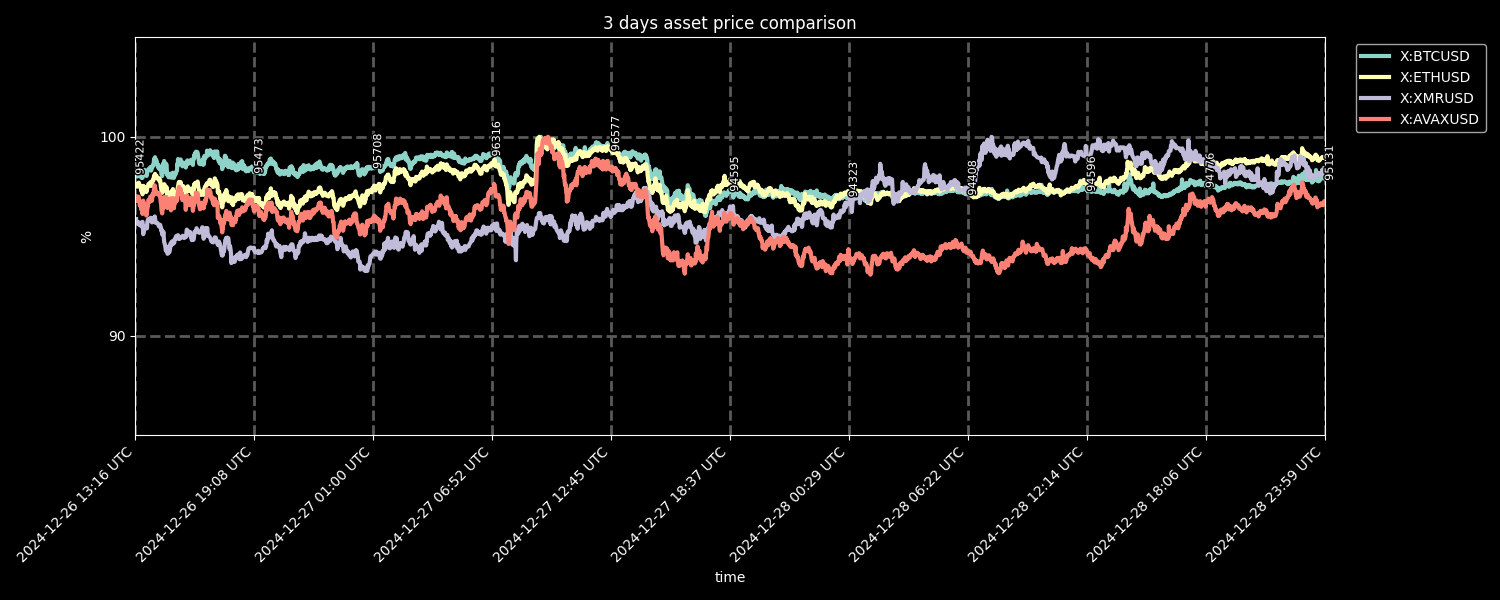 3 days asset price comparison
X:BTCUSD
X:ETHUSD
X:XMRUSD
X:AVAXUSD
100
90
%
95422
95473
95708
96316
96577
94595
94323
94408
94596
94776
95131
2024-12-26 13:16 UTC
2024-12-26 19:08 UTC
2024-12-27 01:00 UTC
2024-12-27 06:52 UTC
2024-12-27 12:45 UTC
2024-12-27 18:37 UTC
2024-12-28 00:29 UTC
2024-12-28 06:22 UTC
2024-12-28 12:14 UTC
2024-12-28 18:06 UTC
2024-12-28 23:59 UTC
time